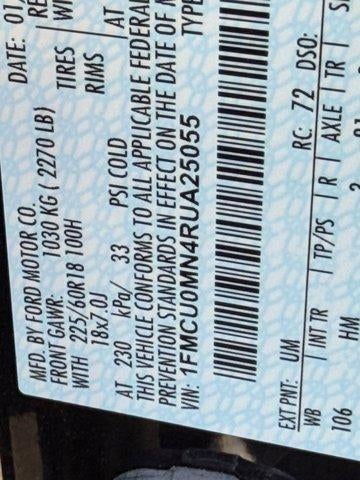 MFD. BY FORD MOTOR CO.
DATE: 01
FRONT GAWR: 1030 KG ( 2270 LB)
WITH 225/60R18 100H TIRES
18x7.0J RIMS
AT 230 kPa/ 33 PSI COLD AT
THIS VEHICLE CONFORMS TO ALL APPLICABLE FEDERAL
PREVENTION STANDARDS IN EFFECT ON THE DATE OF M
VIN: 1FMCU0MN4RUA25055 TYPE
EXT PNT: UM RC: 72 DSO:
WB INT TR TP/PS R AXLE TR S
106 HM